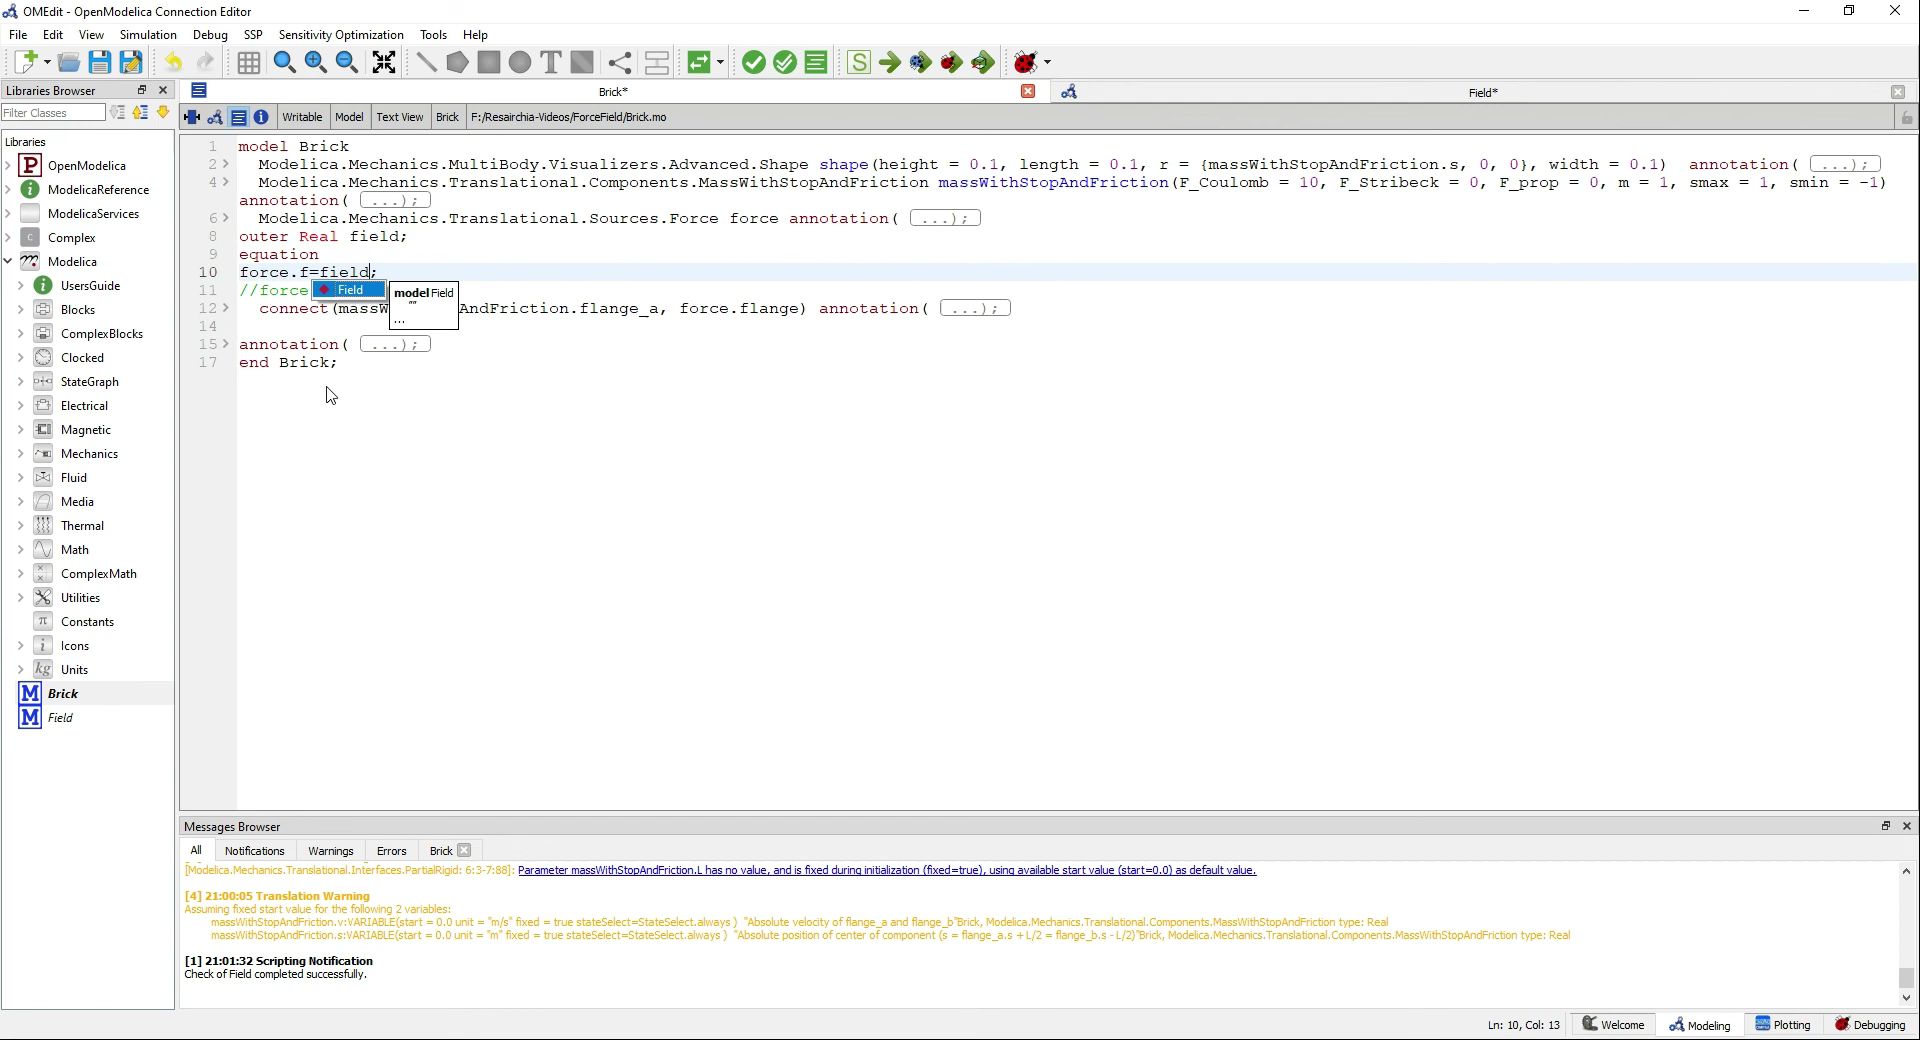 OMEdit - OpenModelica Connection Editor
File Edit View Simulation Debug SSP Sensitivity Optimization Tools Help
Libraries Browser
Brick*
Field*
Filter Classes
Writable Model Text View Brick F:/Resairchia-Videos/ForceField/Brick.mo
Libraries
P OpenModelica
ModelicaReference
ModelicaServices
C Complex
Modelica
UsersGuide
Blocks
ComplexBlocks
Clocked
StateGraph
Electrical
Magnetic
Mechanics
Fluid
Media
Thermal
Math
ComplexMath
Utilities
Constants
Icons
Units
M Brick
M Field
1 model Brick
2 Modelica.Mechanics.MultiBody.Visualizers.Advanced.Shape shape(height = 0.1, length = 0.1, r = {massWithStopAndFriction.s, 0, 0}, width = 0.1) annotation( ...);
4 Modelica.Mechanics.Translational.Components.MassWithStopAndFriction massWithStopAndFriction(F_Coulomb = 10, F_Stribeck = 0, F_prop = 0, m = 1, smax = 1, smin = -1)
annotation( ...);
6 Modelica.Mechanics.Translational.Sources.Force force annotation( ...);
8 outer Real field;
9 equation
10 force.f=field;
11 //force
Field
model Field
""
...
12 connect(massW AndFriction.flange_a, force.flange) annotation( ...);
14
15 annotation( ...);
17 end Brick;
Messages Browser
All Notifications Warnings Errors Brick
[Modelica.Mechanics.Translational.Interfaces.PartialRigid: 6:3-7:88]: Parameter massWithStopAndFriction.L has no value, and is fixed during initialization (fixed=true), using available start value (start=0.0) as default value.
[4] 21:00:05 Translation Warning
Assuming fixed start value for the following 2 variables:
massWithStopAndFriction.v:VARIABLE(start = 0.0 unit = "m/s" fixed = true stateSelect=StateSelect.always ) "Absolute velocity of flange_a and flange_b"Brick, Modelica.Mechanics.Translational.Components.MassWithStopAndFriction type: Real
massWithStopAndFriction.s:VARIABLE(start = 0.0 unit = "m" fixed = true stateSelect=StateSelect.always ) "Absolute position of center of component (s = flange_a.s + L/2 = flange_b.s - L/2)"Brick, Modelica.Mechanics.Translational.Components.MassWithStopAndFriction type: Real
[1] 21:01:32 Scripting Notification
Check of Field completed successfully.
Ln: 10, Col: 13 Welcome Modeling Plotting Debugging